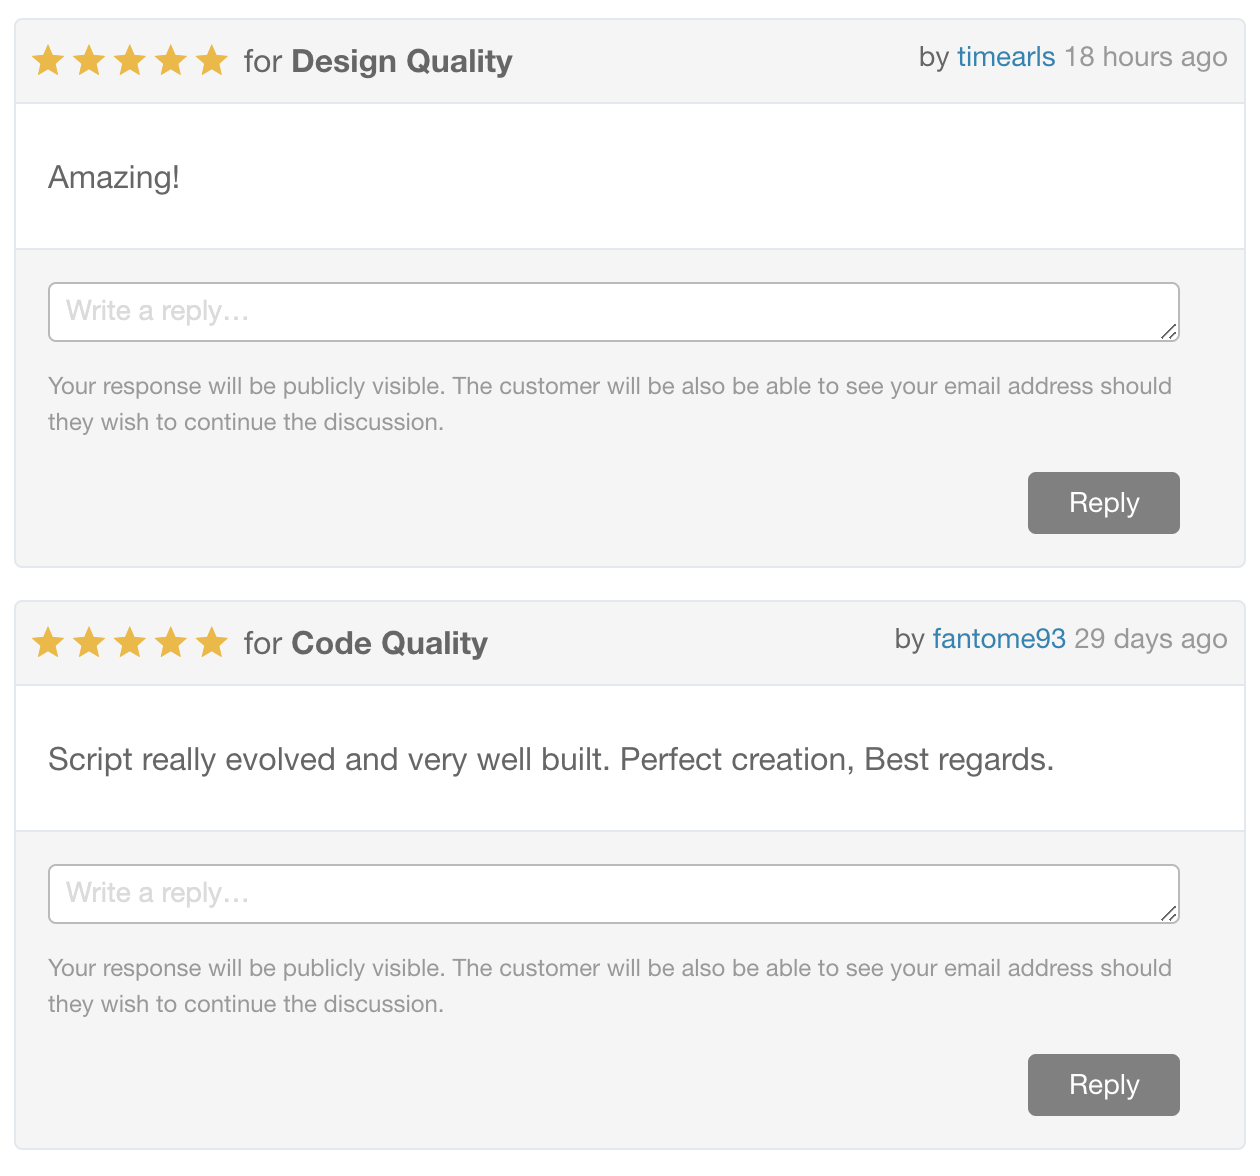 for Design Quality
by timearls 18 hours ago
Amazing!
Write a reply...
Your response will be publicly visible. The customer will be also be able to see your email address should
they wish to continue the discussion.
Reply
for Code Quality
by fantome93 29 days ago
Script really evolved and very well built. Perfect creation, Best regards.
Write a reply...
Your response will be publicly visible. The customer will be also be able to see your email address should
they wish to continue the discussion.
Reply